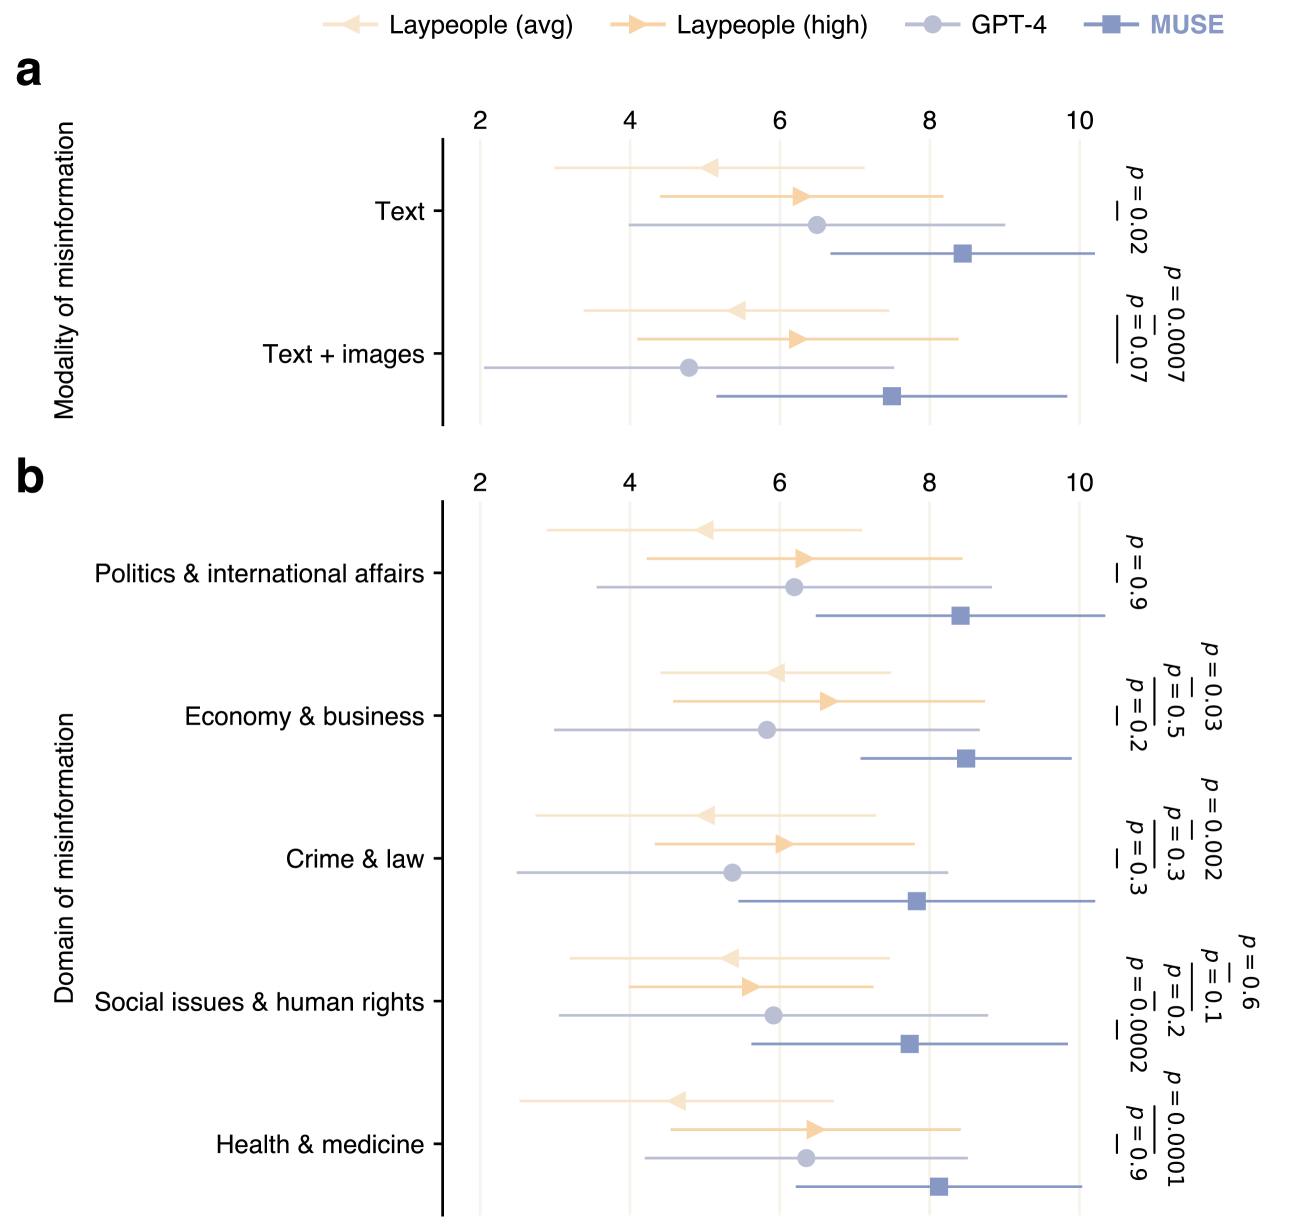 Laypeople (avg) Laypeople (high) GPT-4 MUSE
a
2 4 6 8 10
Modality of misinformation
Text
p = 0.02
Text + images
p = 0.0007
p = 0.07
b
2 4 6 8 10
Domain of misinformation
Politics & international affairs
p = 0.9
Economy & business
p = 0.03
p = 0.5
p = 0.2
Crime & law
p = 0.002
p = 0.3
p = 0.3
Social issues & human rights
p = 0.6
p = 0.1
p = 0.2
p = 0.0002
Health & medicine
p = 0.0001
p = 0.9